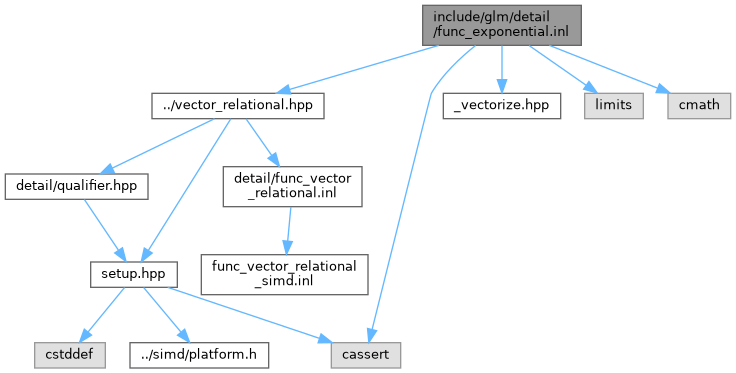 include/glm/detail
/func_exponential.inl
../vector_relational.hpp
_vectorize.hpp
limits
cmath
detail/qualifier.hpp
detail/func_vector
_relational.inl
setup.hpp
func_vector_relational
_simd.inl
cstddef
../simd/platform.h
cassert